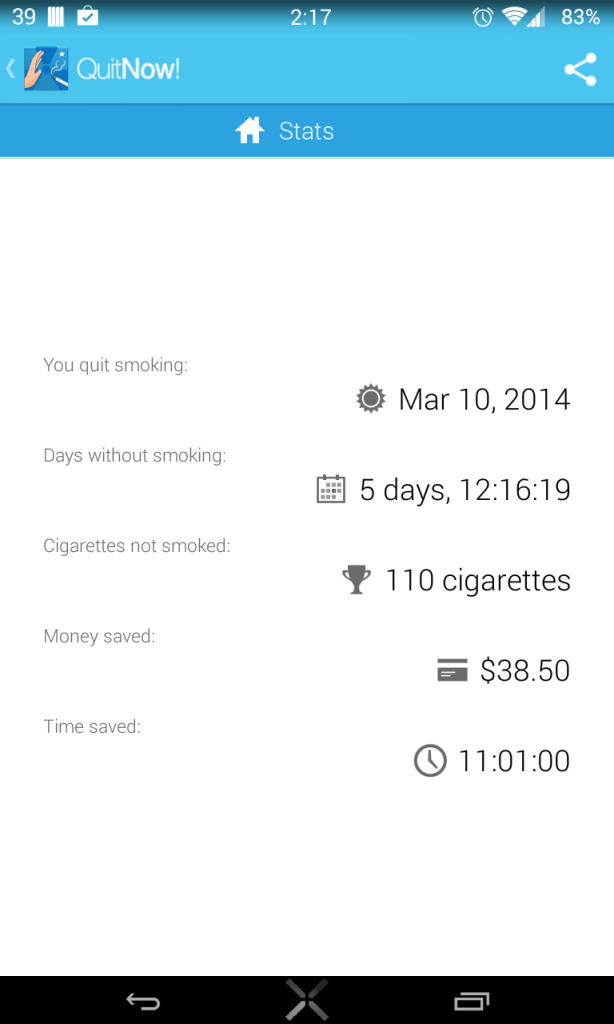 39 2:17 83%
QuitNow!
Stats
You quit smoking:
Mar 10, 2014
Days without smoking:
5 days, 12:16:19
Cigarettes not smoked:
110 cigarettes
Money saved:
$38.50
Time saved:
11:01:00